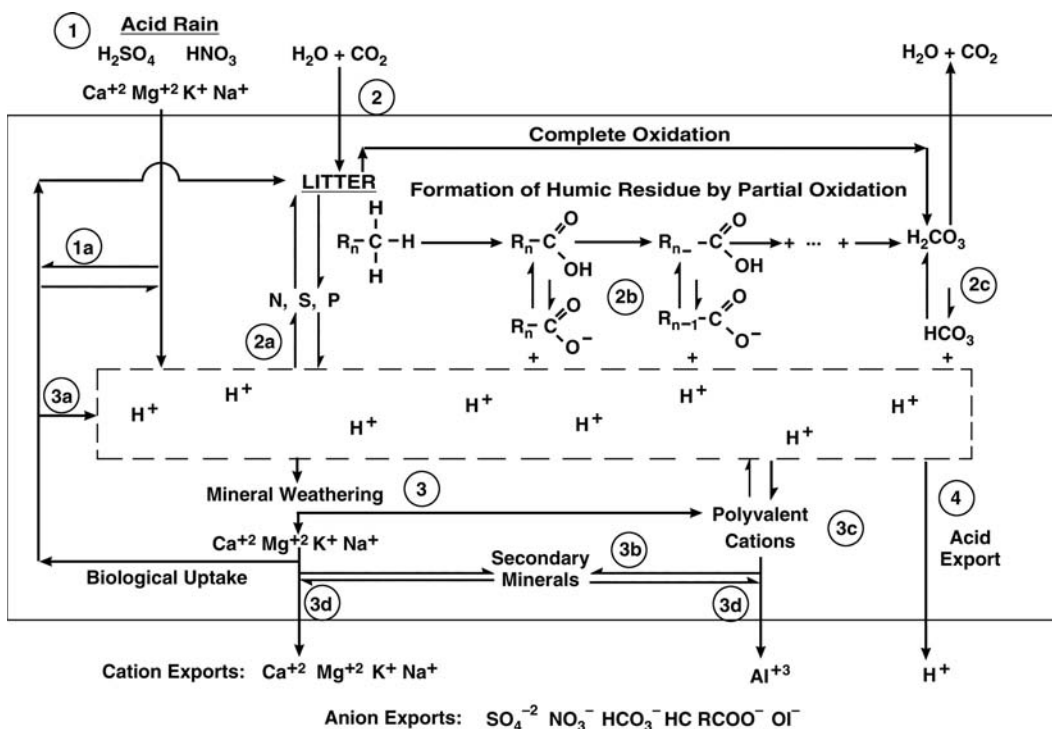 1 Acid Rain
H₂SO₄ HNO₃
Ca⁺² Mg⁺² K⁺ Na⁺
H₂O + CO₂
2
H₂O + CO₂
Complete Oxidation
LITTER
Formation of Humic Residue by Partial Oxidation
H
Rₙ–C–H
H
Rₙ–C
O
OH
Rₙ–C
O
OH
+ ... +
H₂CO₃
1a
N, S, P
2a
Rₙ–C
O
O⁻
2b
Rₙ₋₁–C
O
O⁻
2c
HCO₃
+ + +
3a
H⁺ H⁺ H⁺ H⁺ H⁺ H⁺ H⁺ H⁺
Mineral Weathering 3
Ca⁺² Mg⁺² K⁺ Na⁺
Biological Uptake
Secondary
Minerals
3b
Polyvalent
Cations
3c
4
Acid
Export
3d 3d
Cation Exports: Ca⁺² Mg⁺² K⁺ Na⁺ Al⁺³ H⁺
Anion Exports: SO₄⁻² NO₃⁻ HCO₃⁻ HC RCOO⁻ Ol⁻